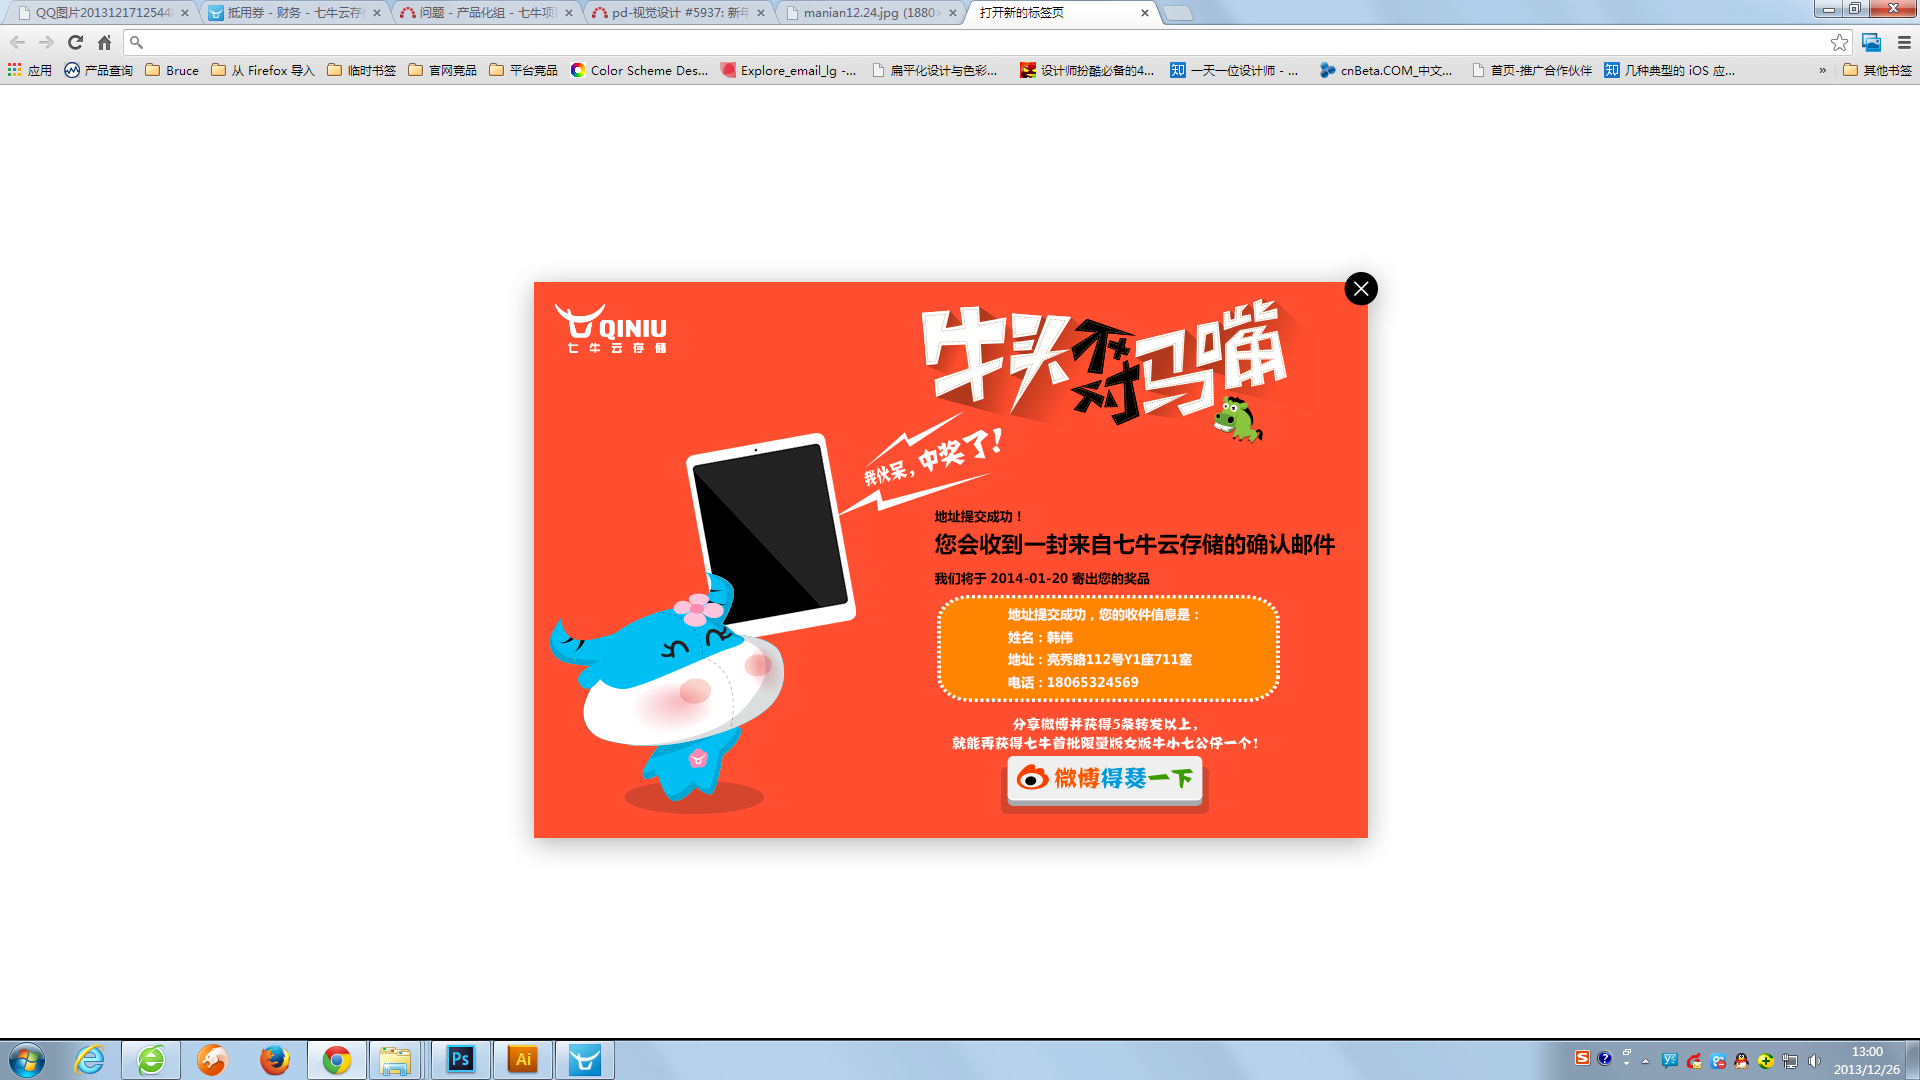 QQ图片20131217125448
抵用券 - 财务 - 七牛云存
问题 - 产品化组 - 七牛项
pd-视觉设计 #5937: 新年
manian12.24.jpg (1880×
打开新的标签页
应用
产品查询
Bruce
从 Firefox 导入
临时书签
官网竞品
平台竞品
Color Scheme Des...
Explore_email_lg -...
扁平化设计与色彩...
设计师扮酷必备的4...
一天一位设计师 - ...
cnBeta.COM_中文...
首页-推广合作伙伴
几种典型的 iOS 应...
»
其他书签
QINIU
七牛云存储
牛头不对马嘴
我伙呆，中奖了！
地址提交成功！
您会收到一封来自七牛云存储的确认邮件
我们将于 2014-01-20 寄出您的奖品
地址提交成功，您的收件信息是：
姓名：韩伟
地址：亮秀路112号Y1座711室
电话：18065324569
分享微博并获得5条转发以上，
就能再获得七牛首批限量版女版牛小七公仔一个！
微博得瑟一下
知
知
Ps
Ai
13:00
2013/12/26